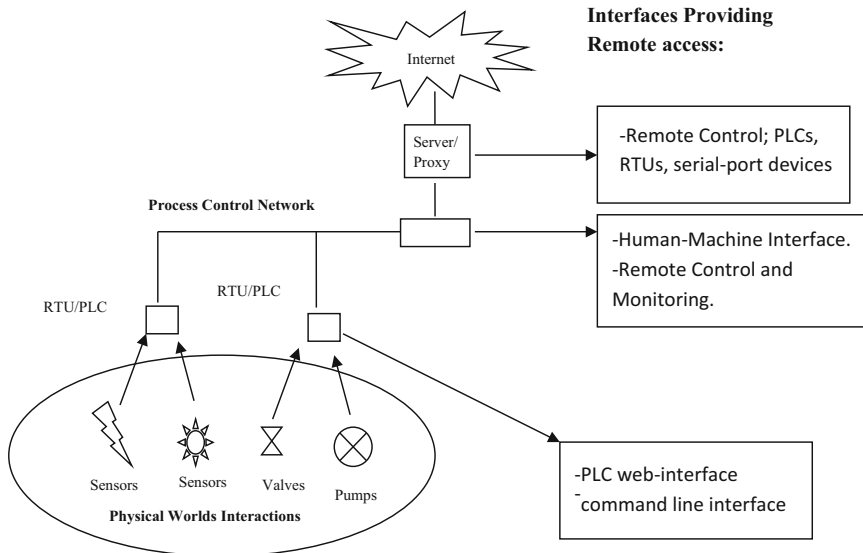 Interfaces Providing
Remote access:
Internet
Server/
Proxy
-Remote Control; PLCs,
RTUs, serial-port devices
Process Control Network
-Human-Machine Interface.
-Remote Control and
Monitoring.
RTU/PLC
RTU/PLC
Sensors
Sensors
Valves
Pumps
Physical Worlds Interactions
-PLC web-interface
-command line interface